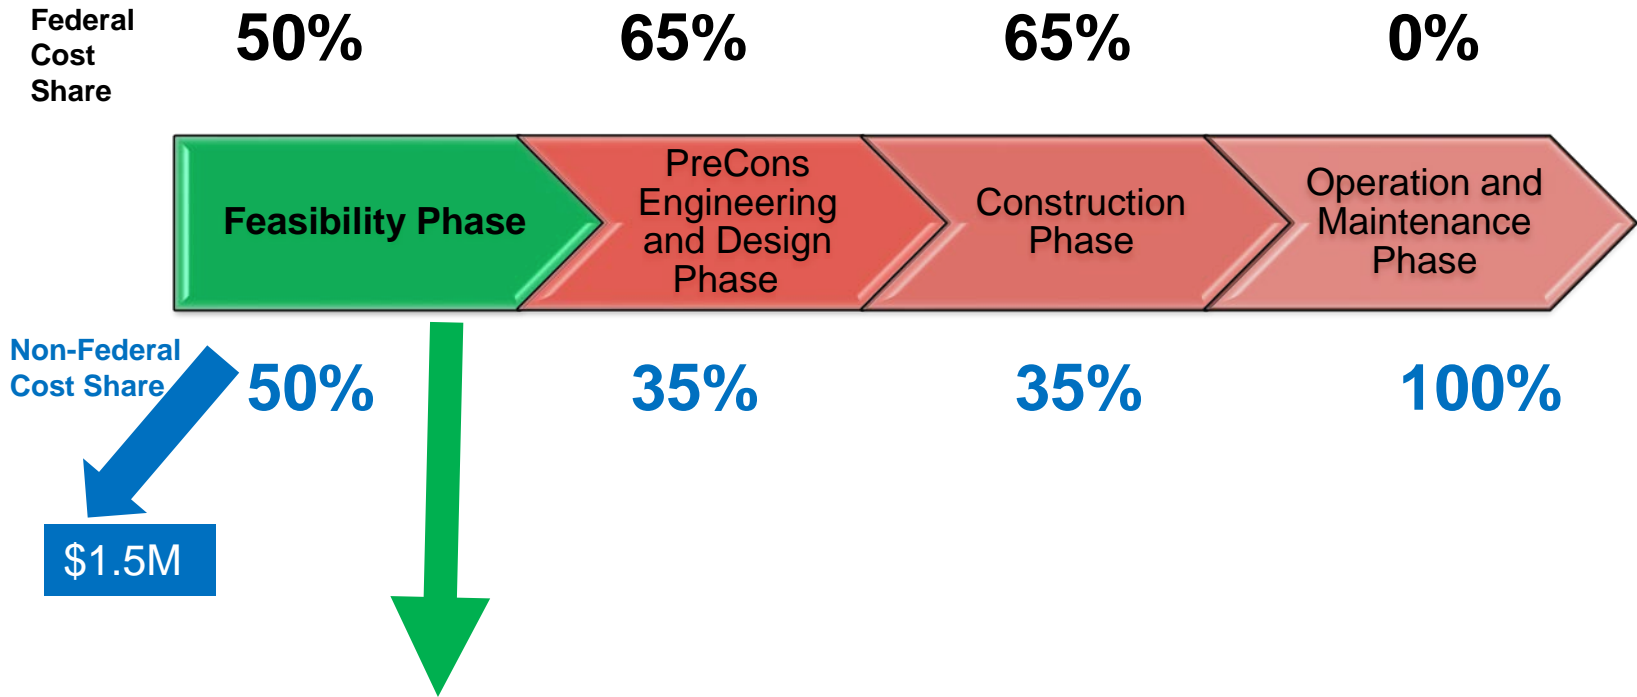 Federal
Cost
Share
50%
65%
65%
0%
Feasibility Phase
PreCons
Engineering
and Design
Phase
Construction
Phase
Operation and
Maintenance
Phase
Non-Federal
Cost Share
50%
35%
35%
100%
$1.5M